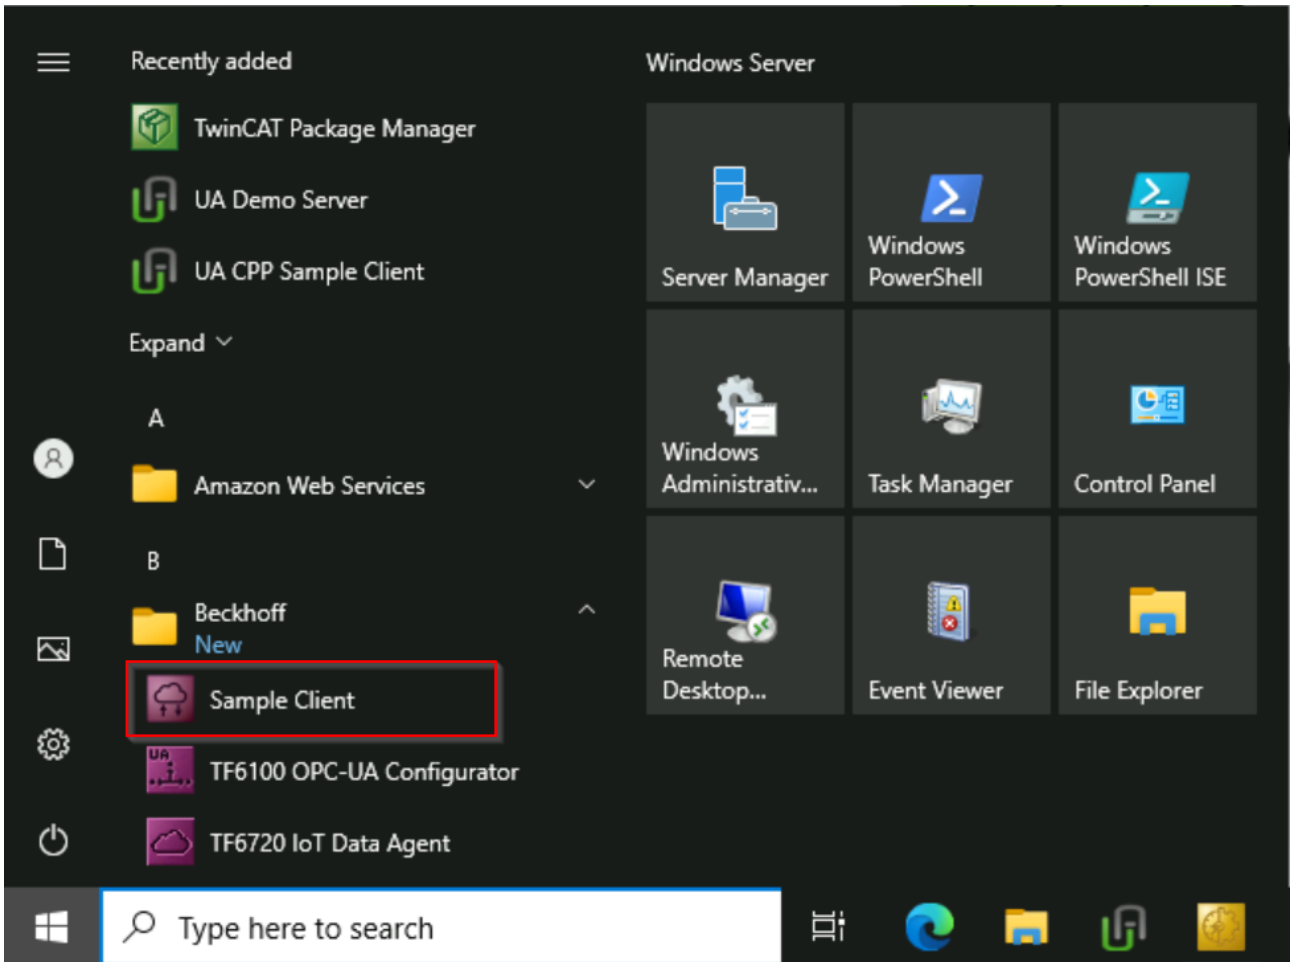 Recently added
TwinCAT Package Manager
UA Demo Server
UA CPP Sample Client
Expand
A
Amazon Web Services
B
Beckhoff
New
Sample Client
UA
TF6100 OPC-UA Configurator
TF6720 IoT Data Agent
Windows Server
Server Manager
Windows
PowerShell
Windows
PowerShell ISE
Windows
Administrativ...
Task Manager
Control Panel
Remote
Desktop...
Event Viewer
File Explorer
Type here to search